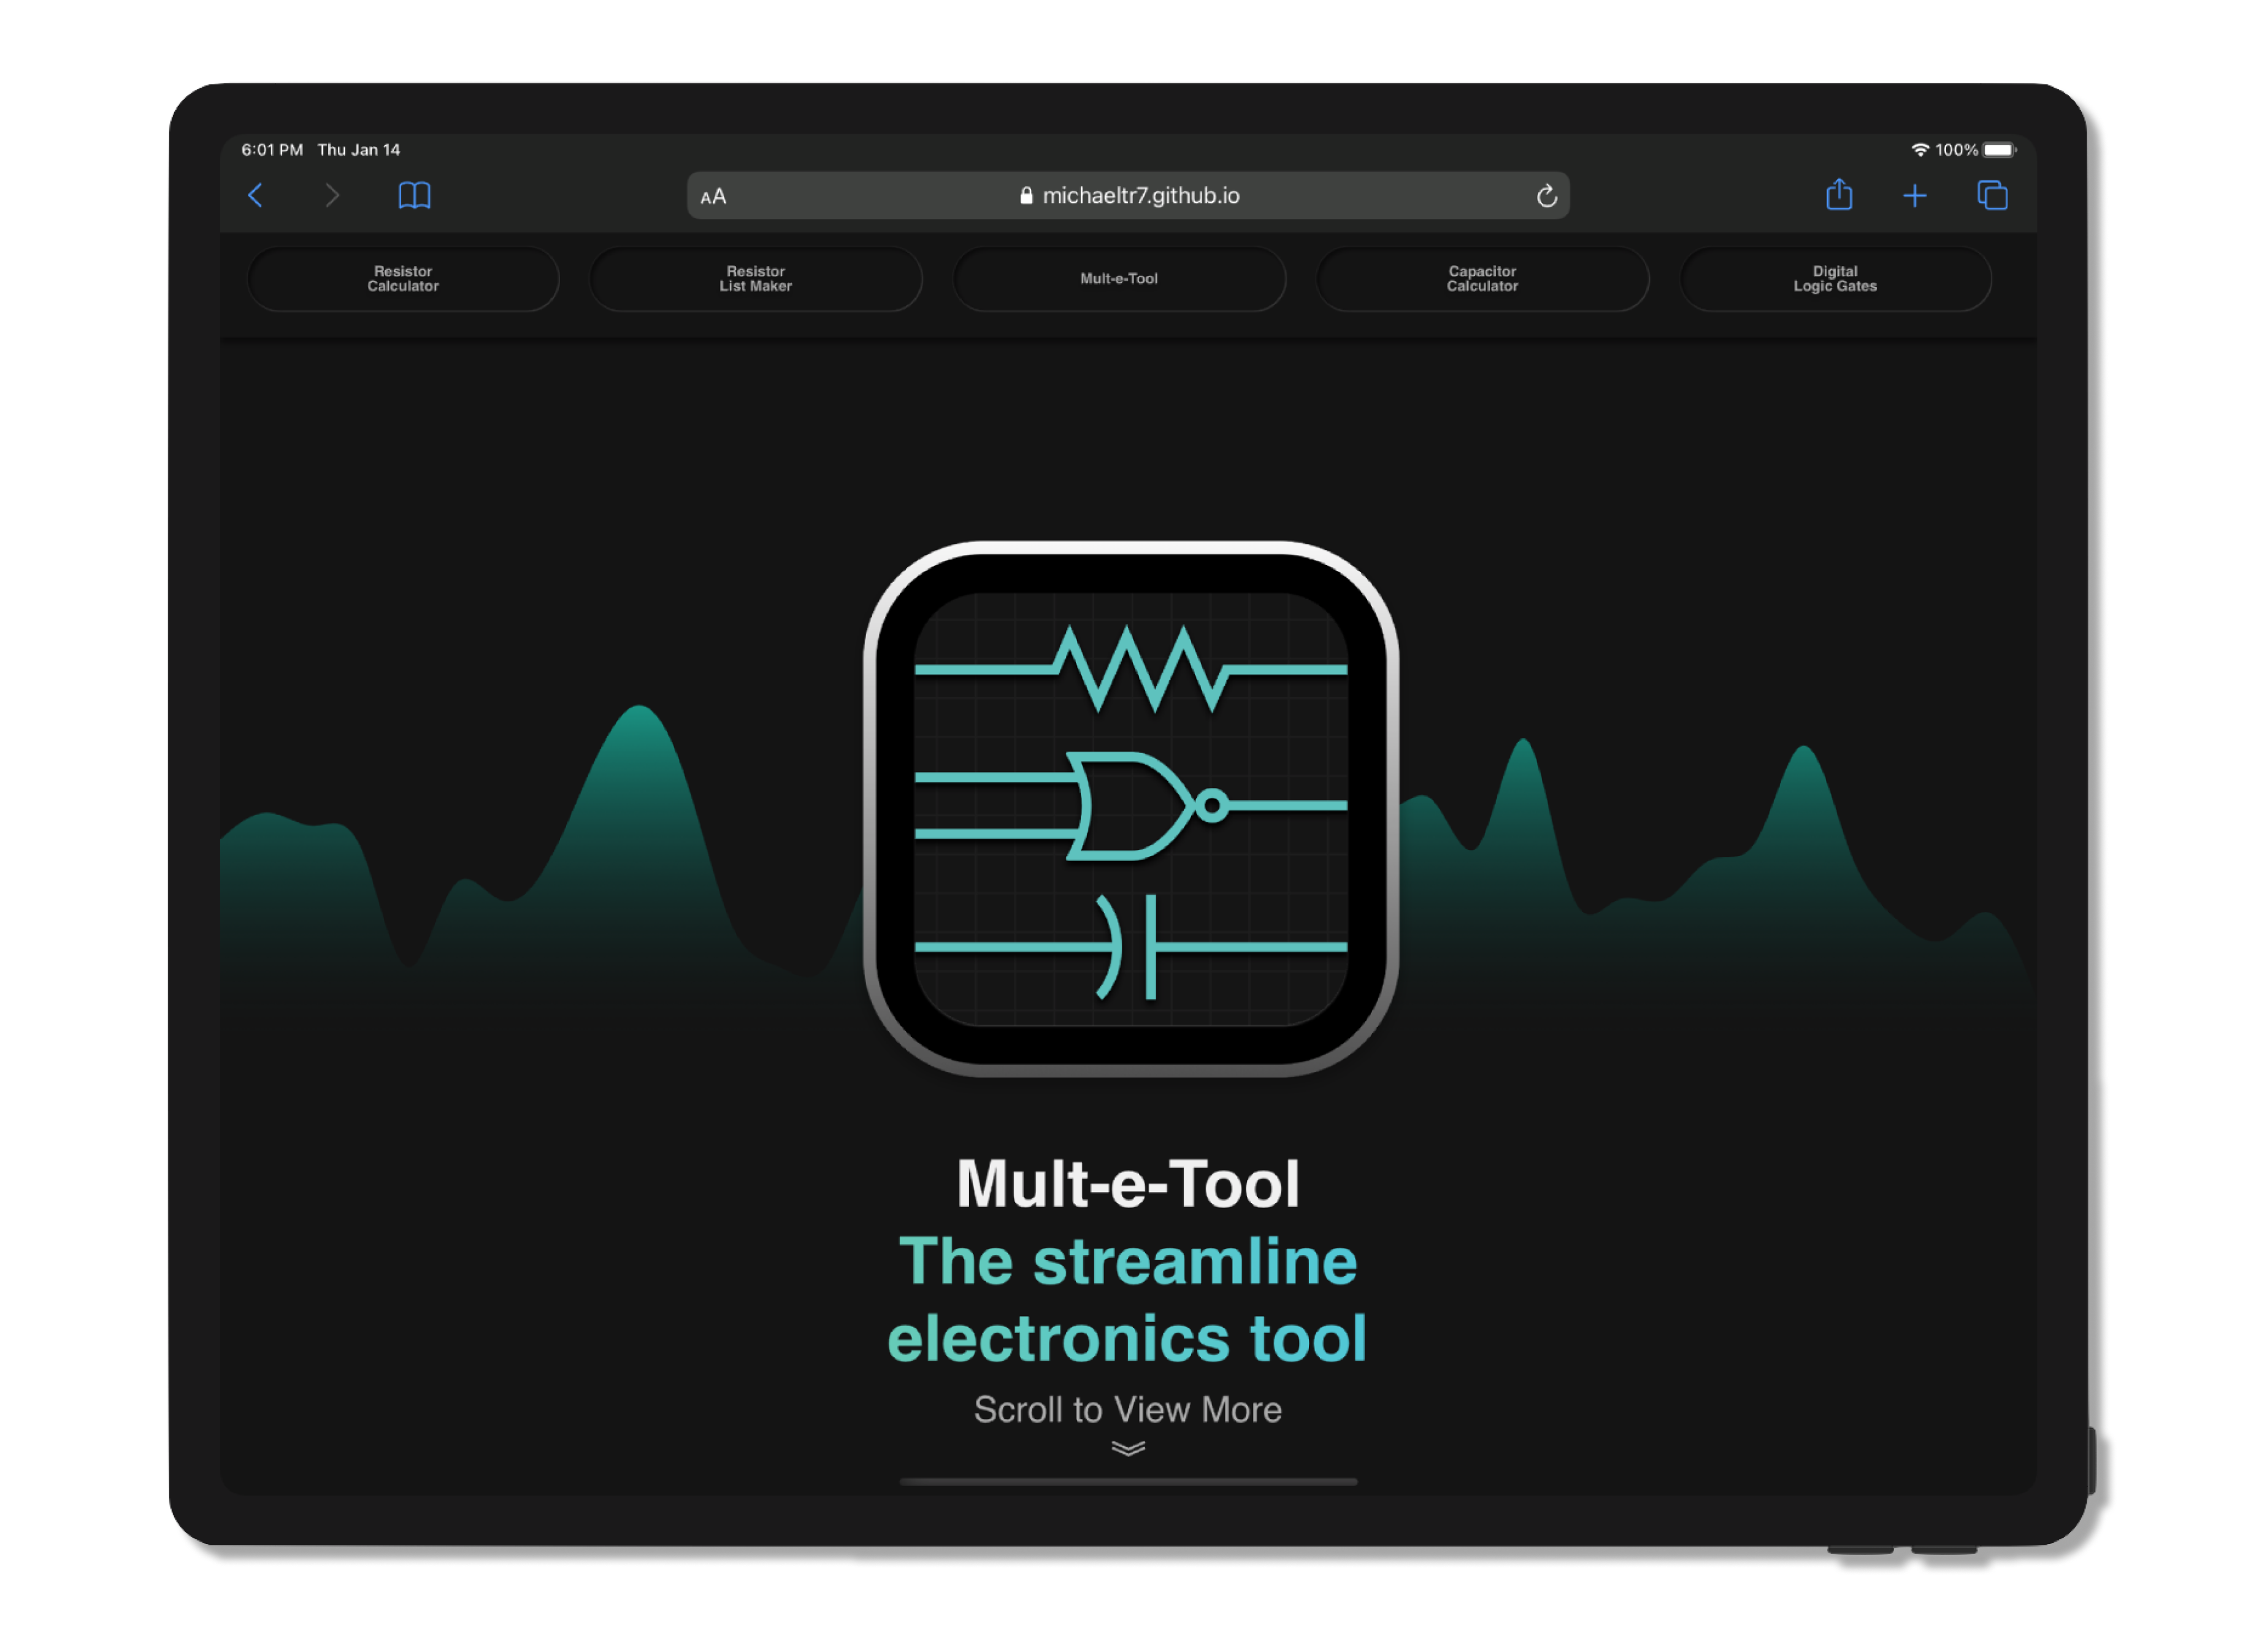 6:01 PM Thu Jan 14
100%
AA
michaeltr7.github.io
Resistor
Calculator
Resistor
List Maker
Mult-e-Tool
Capacitor
Calculator
Digital
Logic Gates
Mult-e-Tool
The streamline
electronics tool
Scroll to View More